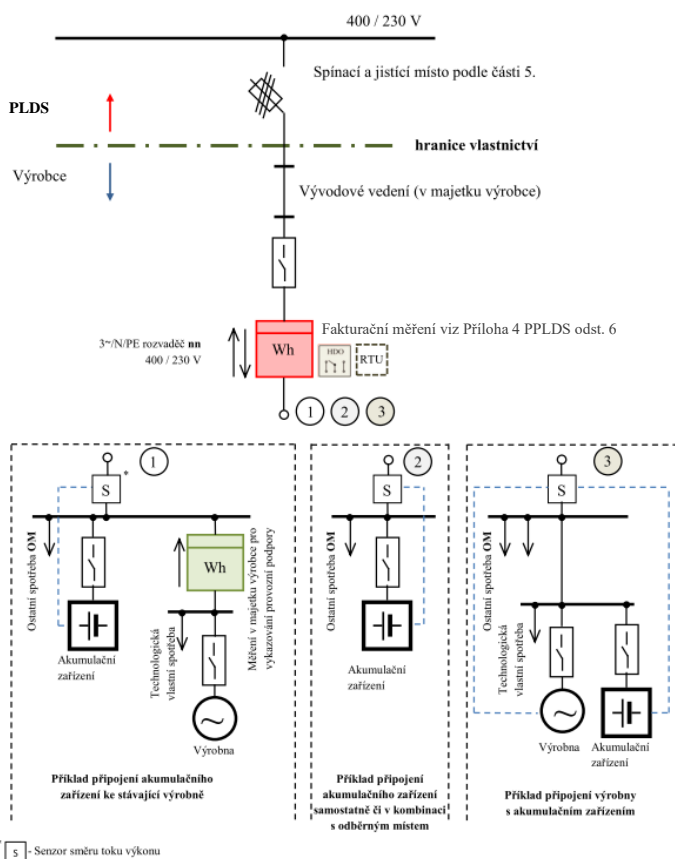 400 / 230 V
Spínací a jistící místo podle části 5.
PLDS
hranice vlastnictví
Výrobce
Vývodové vedení (v majetku výrobce)
Fakturační měření viz Příloha 4 PPLDS odst. 6
3~/N/PE rozvaděč nn
400 / 230 V
Wh
HDO
RTU
1
2
3
1
S
*
Ostatní spotřeba OM
Akumulační
zařízení
Wh
Měření v majetku výrobce pro
vykazování provozní podpory
Technologická
vlastní spotřeba
Výrobna
Příklad připojení akumulačního
zařízení ke stávající výrobně
2
S
Ostatní spotřeba OM
Akumulační
zařízení
Příklad připojení
akumulačního zařízení
samostatně či v kombinaci
s odběrným místem
3
S
Ostatní spotřeba OM
Technologická
vlastní spotřeba
Výrobna
Akumulační
zařízení
Příklad připojení výrobny
s akumulačním zařízením
S - Senzor směru toku výkonu